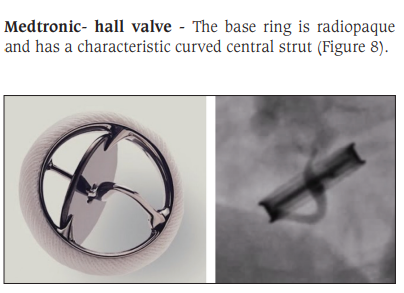 Medtronic- hall valve - The base ring is radiopaque
and has a characteristic curved central strut (Figure 8).